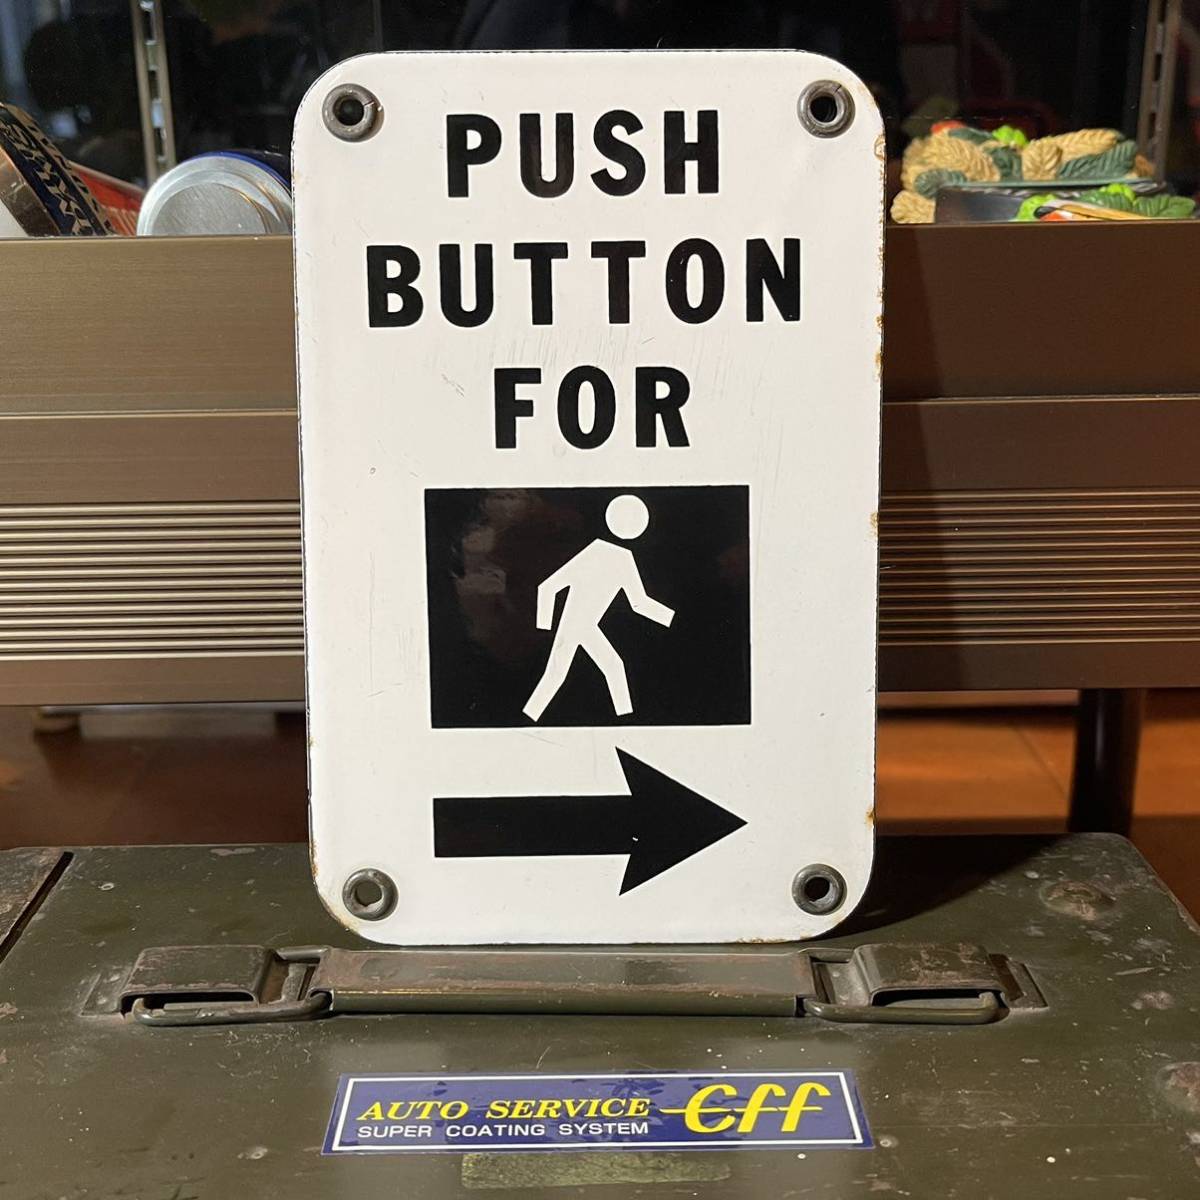 PUSH
BUTTON
FOR
AUTO SERVICE eff
SUPER COATING SYSTEM